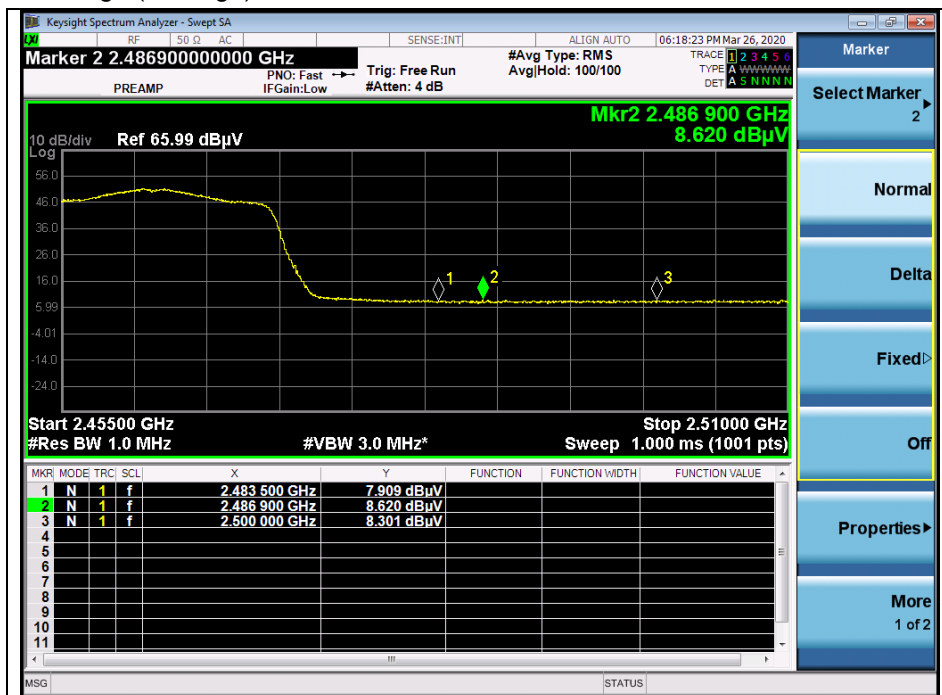 Keysight Spectrum Analyzer - Swept SA
LXI RF 50 Ω AC SENSE:INT ALIGN AUTO 06:18:23 PM Mar 26, 2020
Marker 2 2.486900000000 GHz
PREAMP
PNO: Fast
IFGain:Low
Trig: Free Run
#Atten: 4 dB
#Avg Type: RMS
Avg|Hold: 100/100
TRACE 1 2 3 4 5 6
TYPE A WWWWW
DET A S N N N N
Mkr2 2.486 900 GHz
8.620 dBµV
10 dB/div Ref 65.99 dBµV
Log
56.0
46.0
36.0
26.0
16.0
5.99
-4.01
-14.0
-24.0
1
2
3
Start 2.45500 GHz
Stop 2.51000 GHz
#Res BW 1.0 MHz #VBW 3.0 MHz* Sweep 1.000 ms (1001 pts)
MKR MODE TRC SCL X Y FUNCTION FUNCTION WIDTH FUNCTION VALUE
1 N 1 f 2.483 500 GHz 7.909 dBµV
2 N 1 f 2.486 900 GHz 8.620 dBµV
3 N 1 f 2.500 000 GHz 8.301 dBµV
4
5
6
7
8
9
10
11
MSG STATUS
Marker
Select Marker
2
Normal
Delta
Fixed
Off
Properties
More
1 of 2